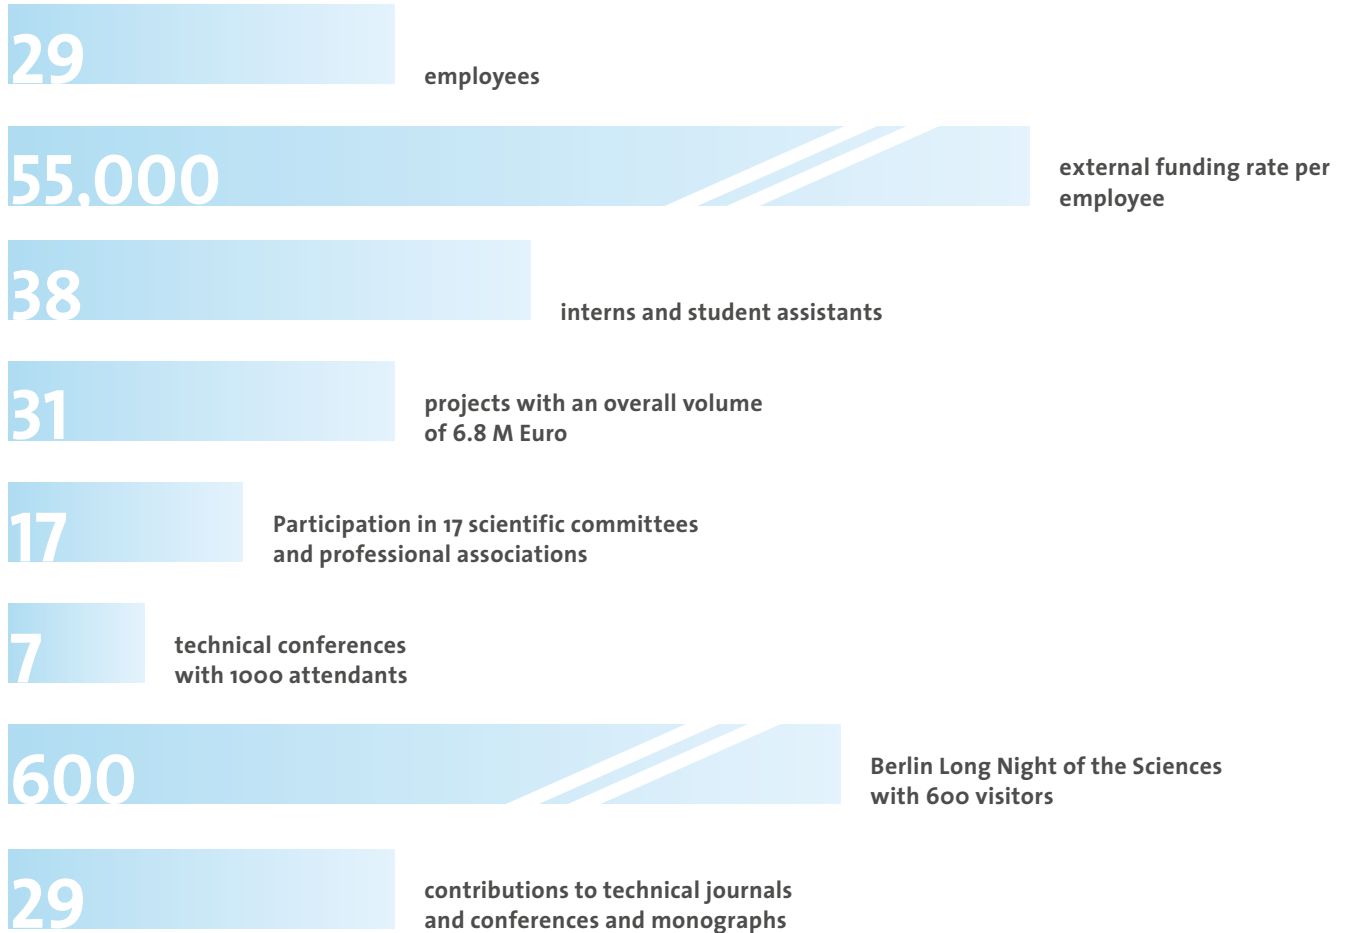 29
employees
55,000
external funding rate per
employee
38
interns and student assistants
31
projects with an overall volume
of 6.8 M Euro
17
Participation in 17 scientific committees
and professional associations
7
technical conferences
with 1000 attendants
600
Berlin Long Night of the Sciences
with 600 visitors
29
contributions to technical journals
and conferences and monographs